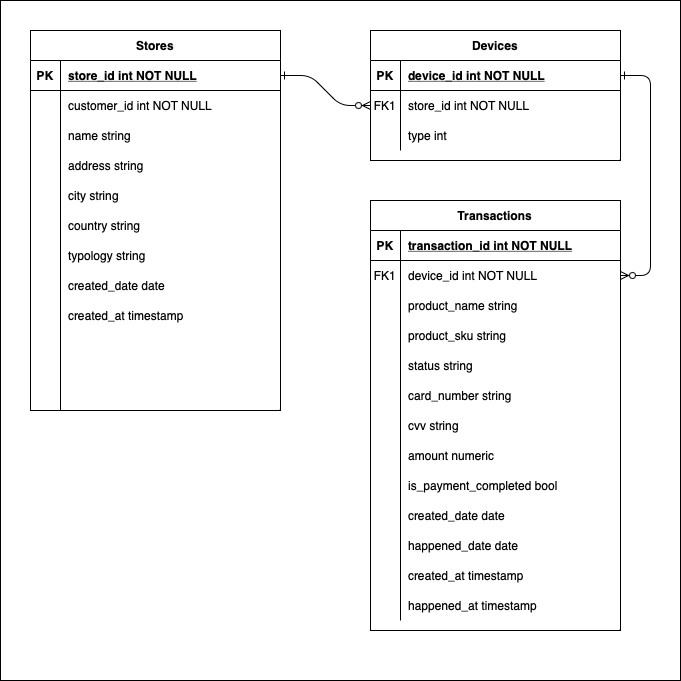 Stores
PK store_id int NOT NULL
customer_id int NOT NULL
name string
address string
city string
country string
typology string
created_date date
created_at timestamp
Devices
PK device_id int NOT NULL
FK1 store_id int NOT NULL
type int
Transactions
PK transaction_id int NOT NULL
FK1 device_id int NOT NULL
product_name string
product_sku string
status string
card_number string
cvv string
amount numeric
is_payment_completed bool
created_date date
happened_date date
created_at timestamp
happened_at timestamp